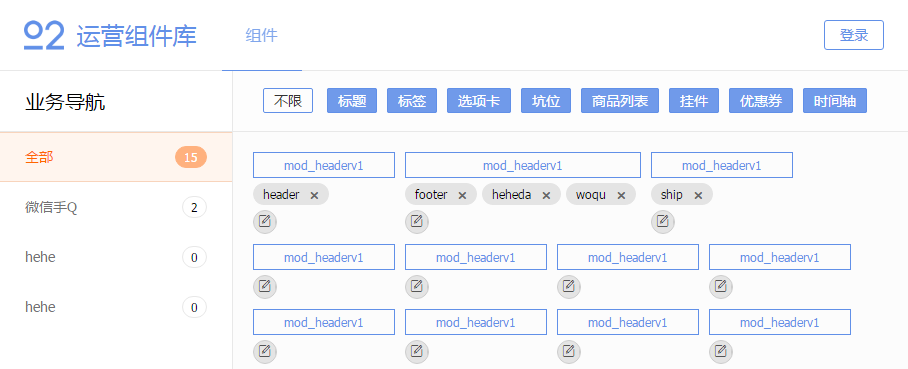 O2 运营组件库 组件 登录
业务导航
全部 15
微信手Q 2
hehe 0
hehe 0
不限 标题 标签 选项卡 坑位 商品列表 挂件 优惠券 时间轴
mod_headerv1 mod_headerv1 mod_headerv1
header × footer × heheda × woqu × ship ×
mod_headerv1 mod_headerv1 mod_headerv1 mod_headerv1
mod_headerv1 mod_headerv1 mod_headerv1 mod_headerv1